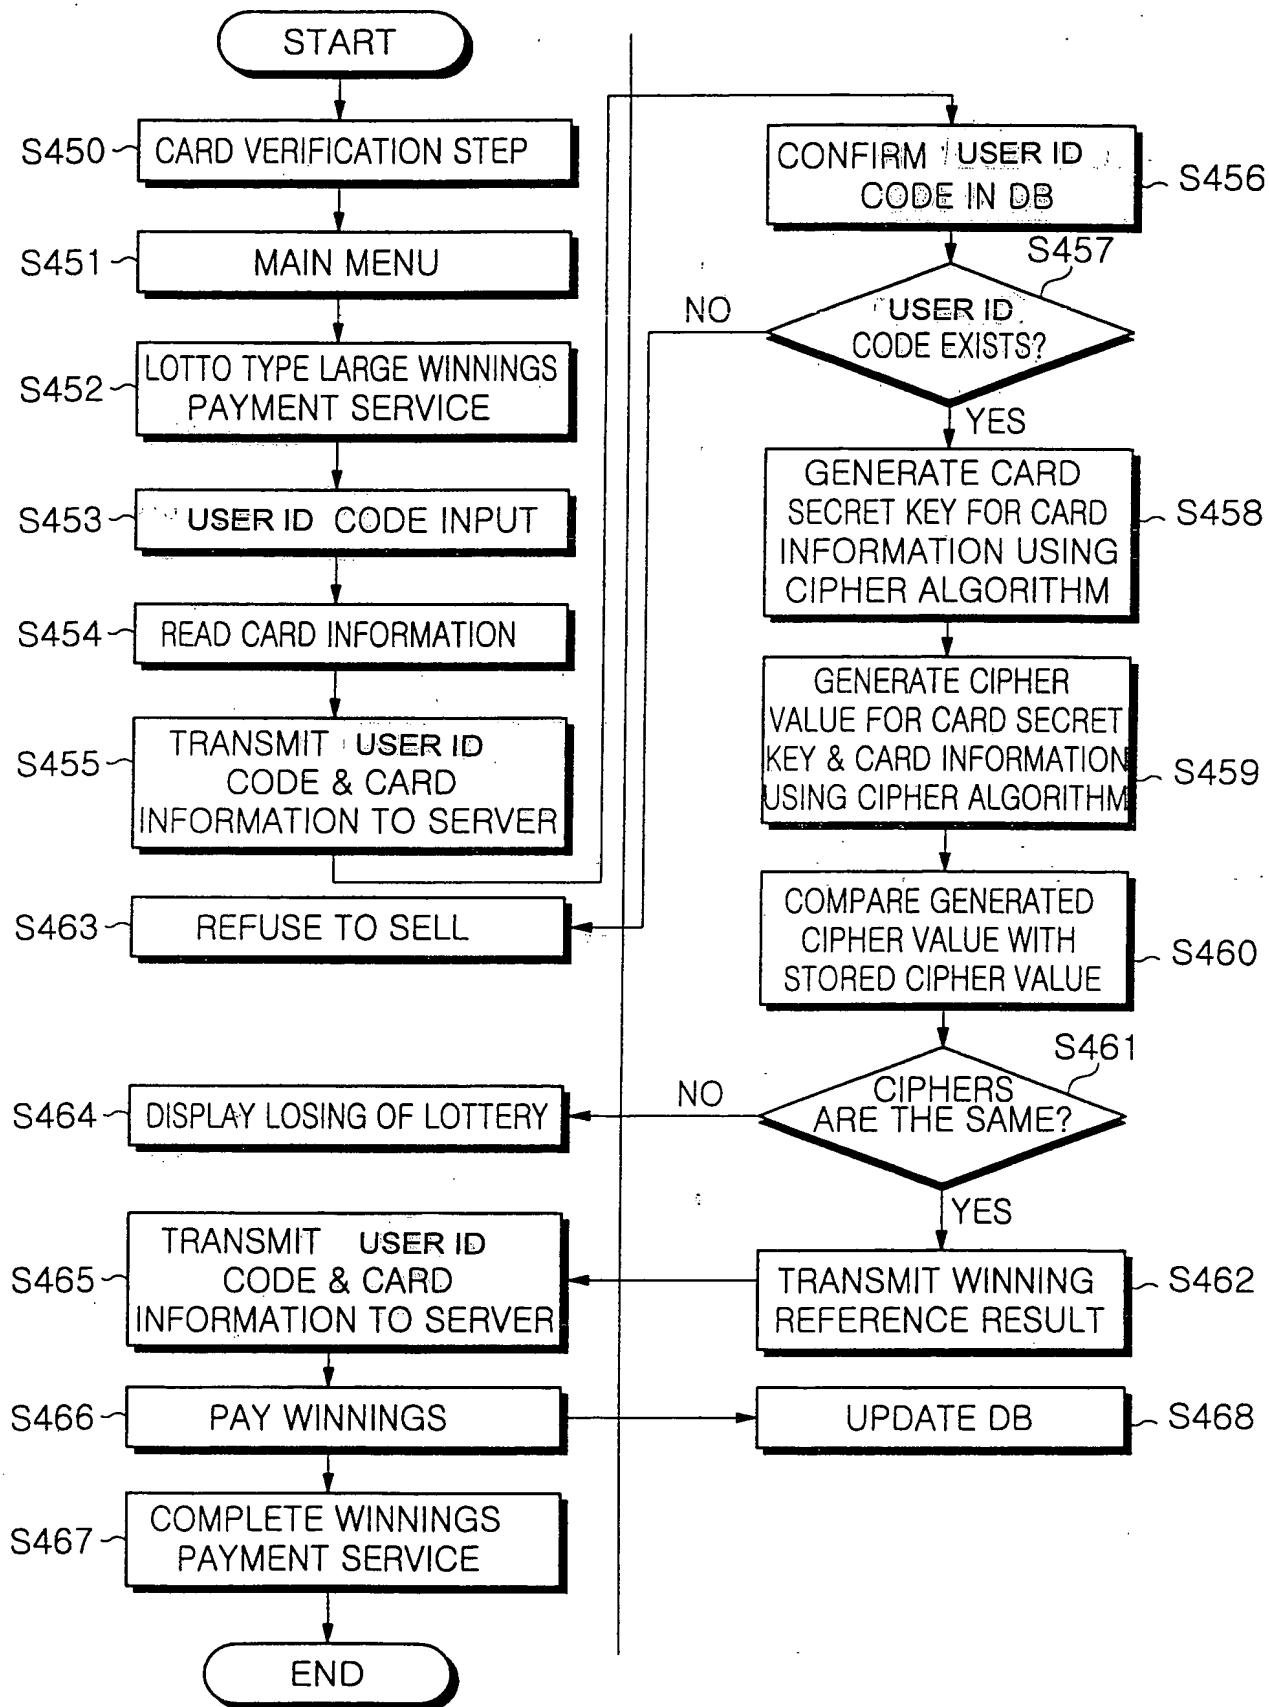 START
S450
CARD VERIFICATION STEP
S451
MAIN MENU
S452
LOTTO TYPE LARGE WINNINGS
PAYMENT SERVICE
S453
USER ID CODE INPUT
S454
READ CARD INFORMATION
S455
TRANSMIT USER ID
CODE & CARD
INFORMATION TO SERVER
S463
REFUSE TO SELL
S464
DISPLAY LOSING OF LOTTERY
S465
TRANSMIT USER ID
CODE & CARD
INFORMATION TO SERVER
S466
PAY WINNINGS
S467
COMPLETE WINNINGS
PAYMENT SERVICE
END
CONFIRM USER ID
CODE IN DB
S456
S457
USER ID
CODE EXISTS?
NO
YES
GENERATE CARD
SECRET KEY FOR CARD
INFORMATION USING
CIPHER ALGORITHM
S458
GENERATE CIPHER
VALUE FOR CARD SECRET
KEY & CARD INFORMATION
USING CIPHER ALGORITHM
S459
COMPARE GENERATED
CIPHER VALUE WITH
STORED CIPHER VALUE
S460
S461
CIPHERS
ARE THE SAME?
NO
YES
TRANSMIT WINNING
REFERENCE RESULT
S462
UPDATE DB
S468